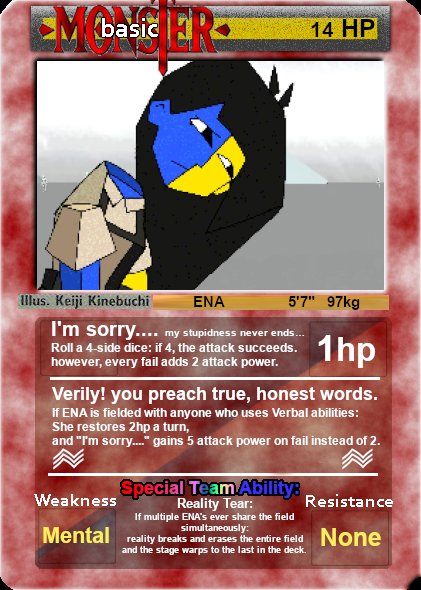 MONSTER
basic
14 HP
Illus. Keiji Kinebuchi
ENA 5'7" 97kg
I'm sorry.... my stupidness never ends...
Roll a 4-side dice: if 4, the attack succeeds.
however, every fail adds 2 attack power.
1hp
Verily! you preach true, honest words.
If ENA is fielded with anyone who uses Verbal abilities:
She restores 2hp a turn,
and "I'm sorry...." gains 5 attack power on fail instead of 2.
Special Team Ability:
Reality Tear:
If multiple ENA's ever share the field
simultaneously:
reality breaks and erases the entire field
and the stage warps to the last in the deck.
Weakness
Mental
Resistance
None